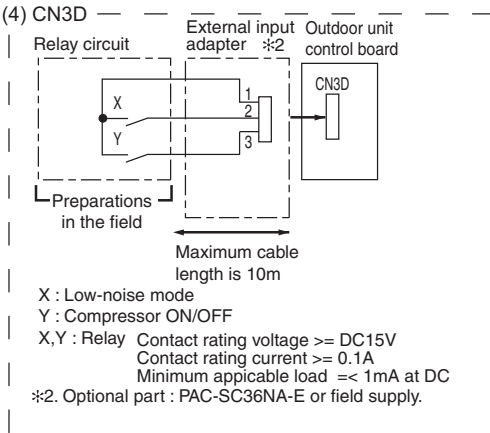 (4) CN3D
Relay circuit
External input
adapter ✻2
Outdoor unit
control board
CN3D
X
Y
1
2
3
Preparations
in the field
Maximum cable
length is 10m
X : Low-noise mode
Y : Compressor ON/OFF
X,Y : Relay Contact rating voltage >= DC15V
Contact rating current >= 0.1A
Minimum appicable load =< 1mA at DC
✻2. Optional part : PAC-SC36NA-E or field supply.